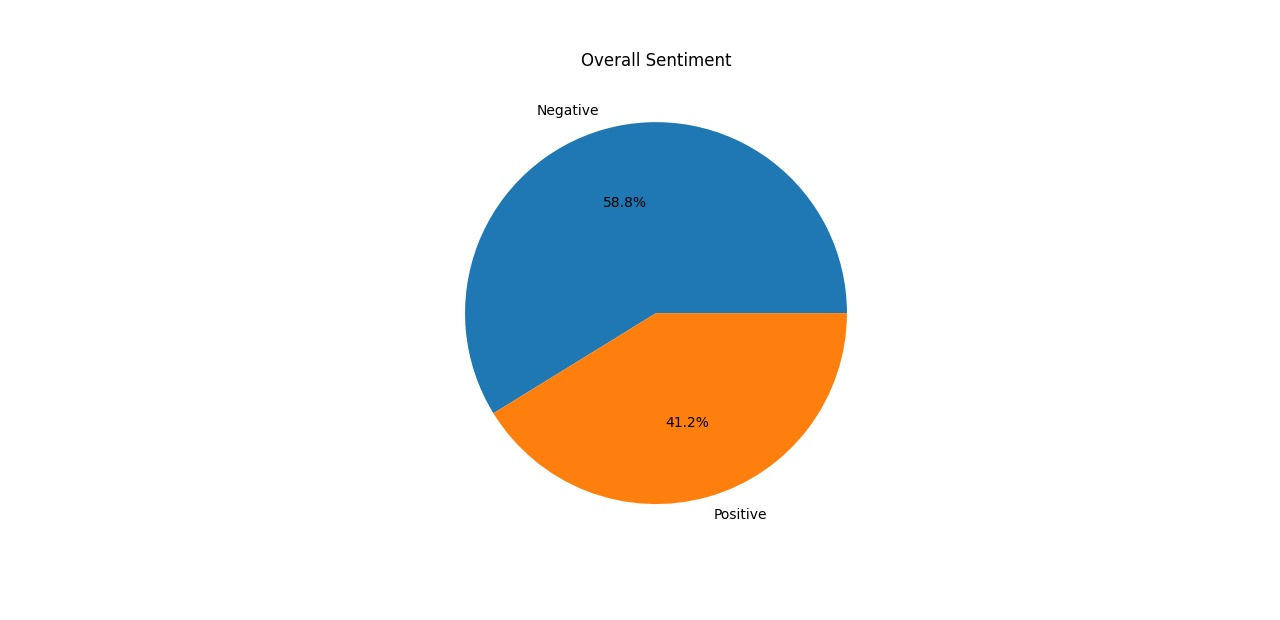 Overall Sentiment
Negative
58.8%
41.2%
Positive